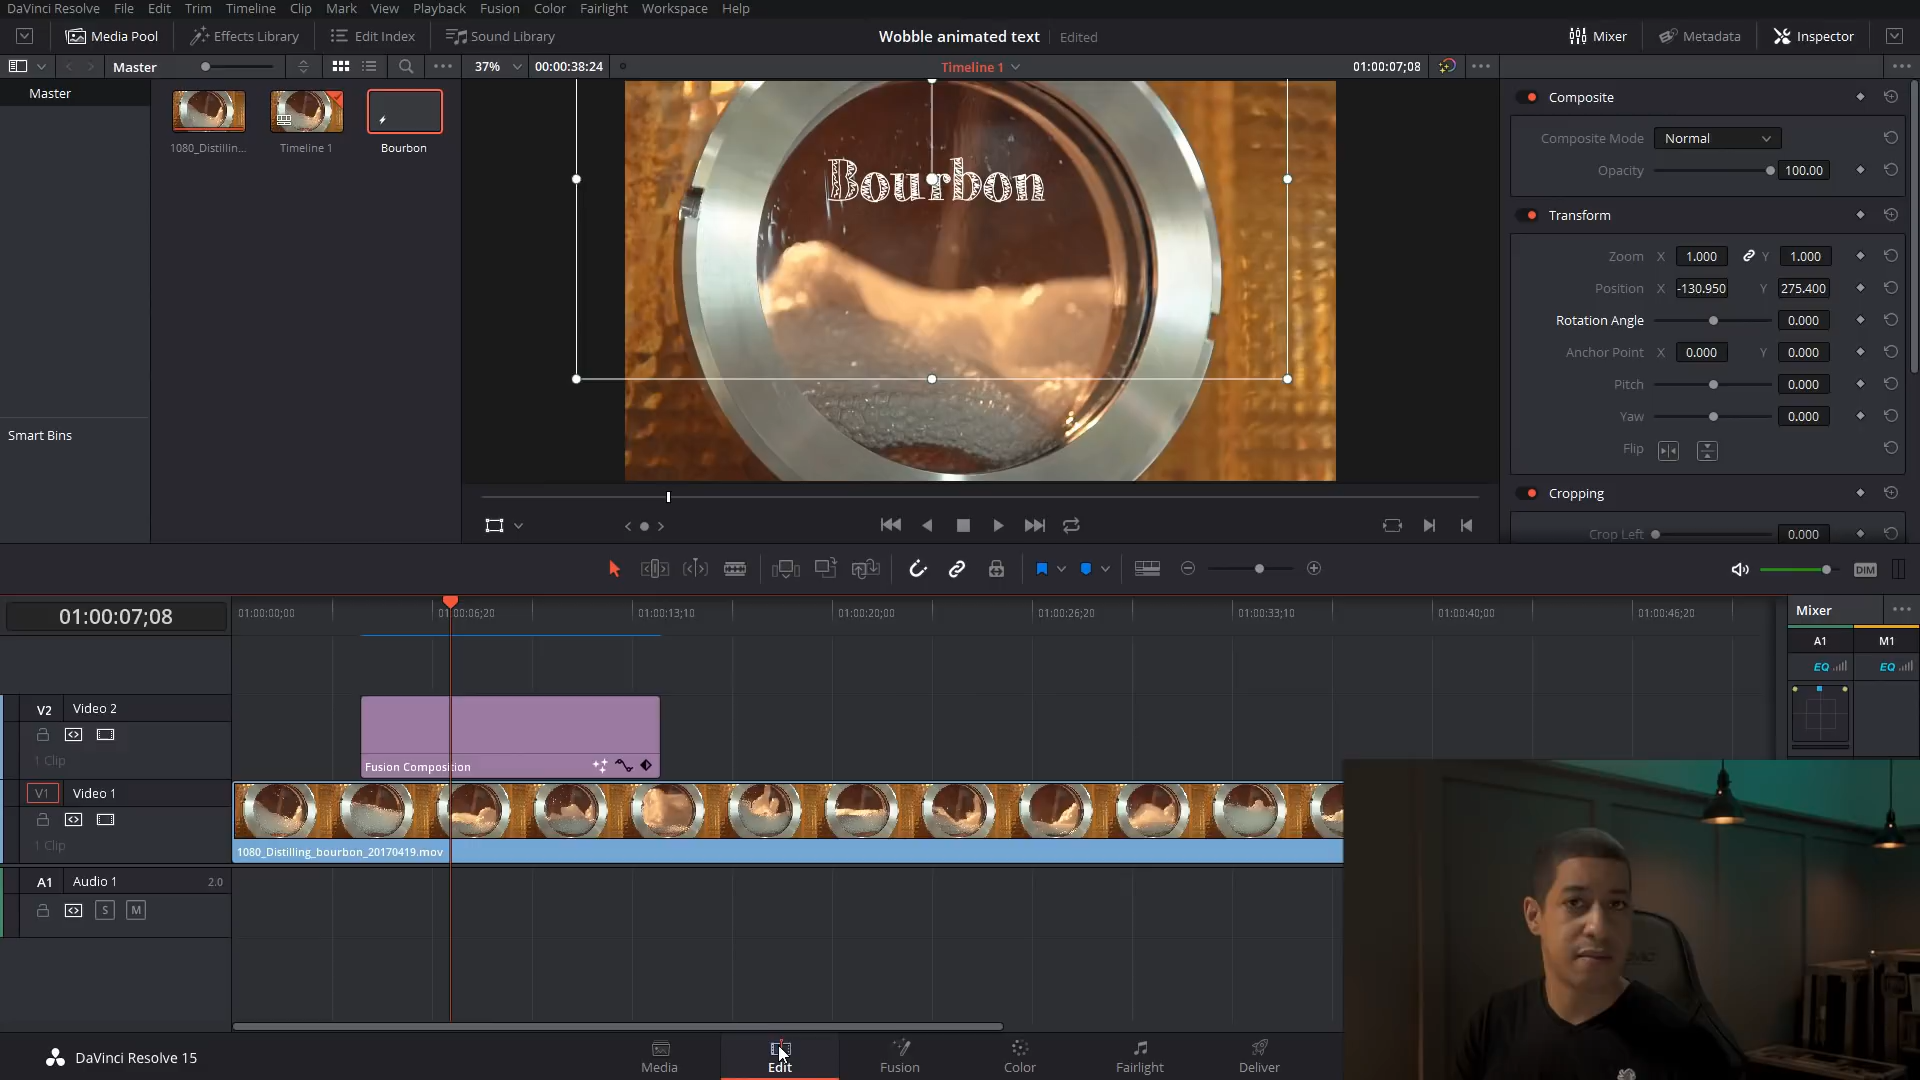 DaVinci Resolve File Edit Trim Timeline Clip Mark View Playback Fusion Color Fairlight Workspace Help
Media Pool Effects Library Edit Index Sound Library Wobble animated text Edited Mixer Metadata Inspector
Master 37% 00:00:38:24 Timeline 1 01:00:07;08
Master
1080_Distillin... Timeline 1 Bourbon
Smart Bins
Bourbon
Composite
Composite Mode Normal
Opacity 100.00
Transform
Zoom X 1.000 Y 1.000
Position X -130.950 Y 275.400
Rotation Angle 0.000
Anchor Point X 0.000 Y 0.000
Pitch 0.000
Yaw 0.000
Flip
Cropping
Crop Left 0.000
DIM
01:00:07;08
01:00:00;00 01:00:06;20 01:00:13;10 01:00:20;00 01:00:26;20 01:00:33;10 01:00:40;00 01:00:46;20
Mixer
A1 M1
EQ EQ
V2 Video 2
1 Clip
Fusion Composition
V1 Video 1
1 Clip
1080_Distilling_bourbon_20170419.mov
A1 Audio 1 2.0
S M
DaVinci Resolve 15
Media Edit Fusion Color Fairlight Deliver